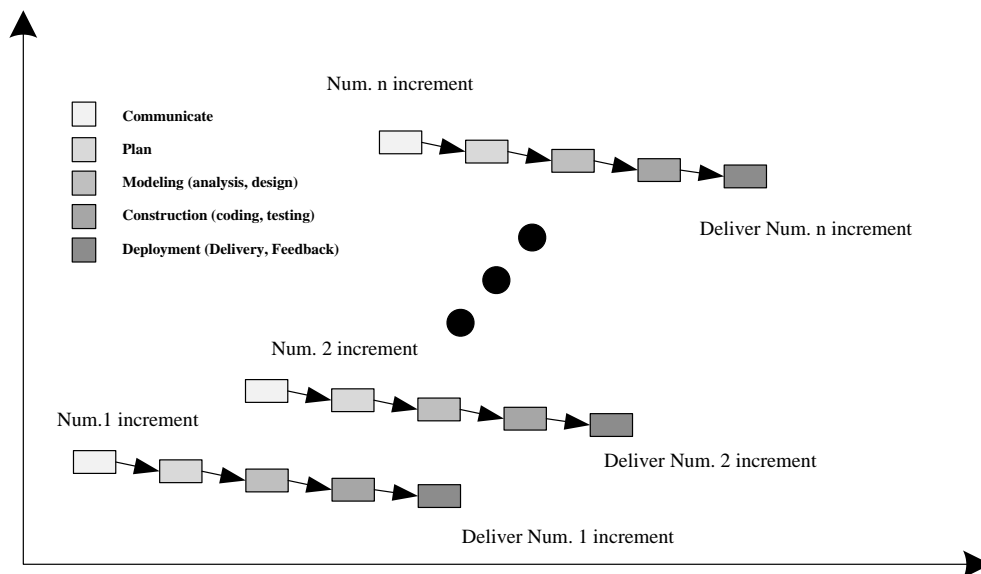 Num. n increment
Communicate
Plan
Modeling (analysis, design)
Construction (coding, testing)
Deployment (Delivery, Feedback)
Deliver Num. n increment
Num. 2 increment
Num.1 increment
Deliver Num. 2 increment
Deliver Num. 1 increment